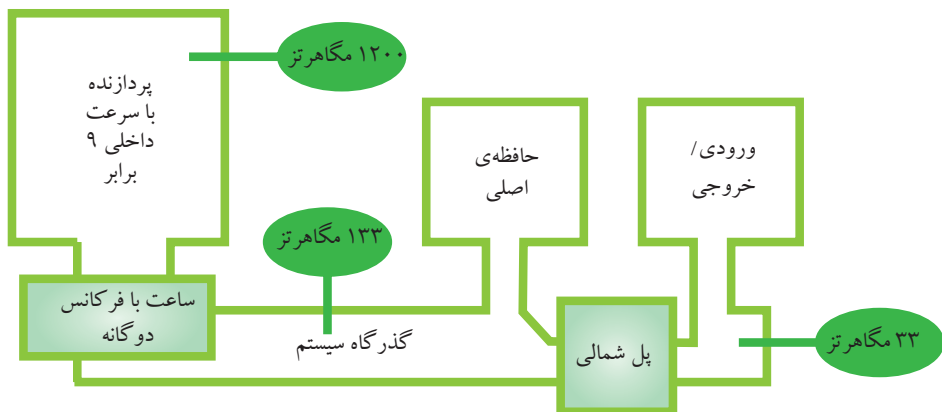 ۱۲۰۰ مگاهرتز
پردازنده
با سرعت
داخلی ۹
برابر
حافظه‌ی
اصلی
ورودی/
خروجی
۱۳۳ مگاهرتز
ساعت با فرکانس
دوگانه
گذرگاه سیستم
پل شمالی
۳۳ مگاهرتز